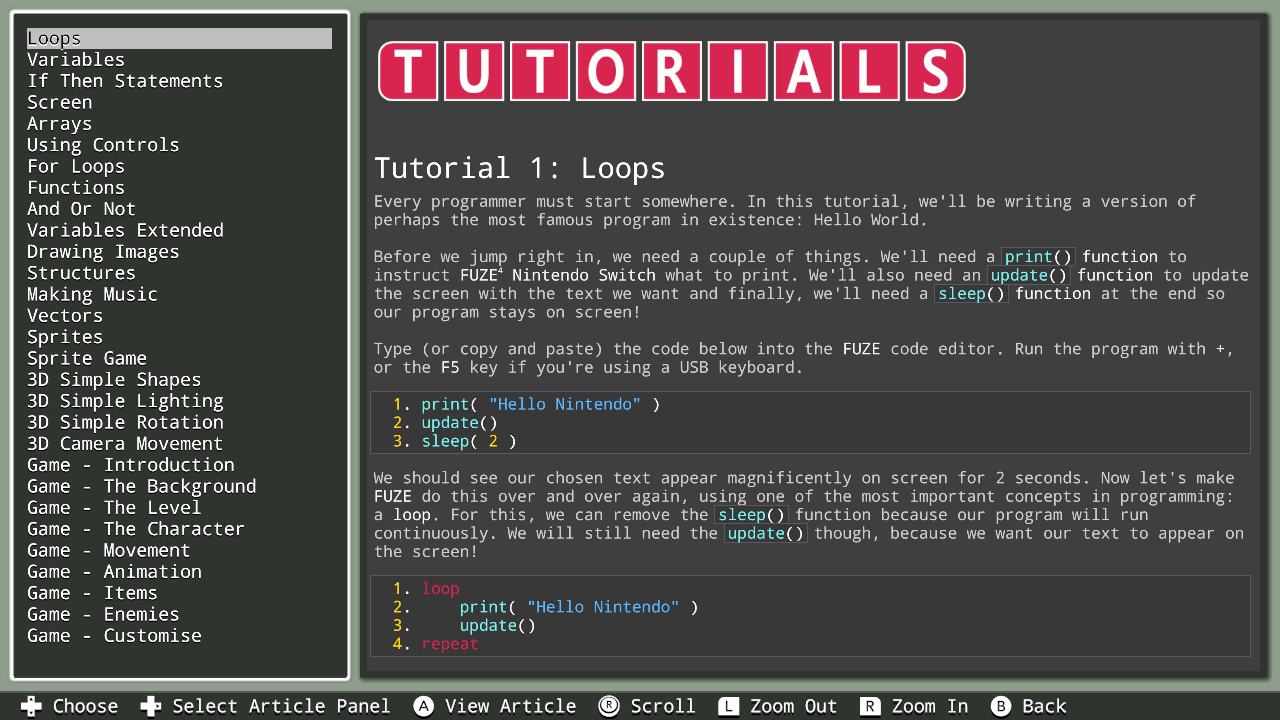 Loops
Variables
If Then Statements
Screen
Arrays
Using Controls
For Loops
Functions
And Or Not
Variables Extended
Drawing Images
Structures
Making Music
Vectors
Sprites
Sprite Game
3D Simple Shapes
3D Simple Lighting
3D Simple Rotation
3D Camera Movement
Game - Introduction
Game - The Background
Game - The Level
Game - The Character
Game - Movement
Game - Animation
Game - Items
Game - Enemies
Game - Customise
TUTORIALS
Tutorial 1: Loops
Every programmer must start somewhere. In this tutorial, we'll be writing a version of
perhaps the most famous program in existence: Hello World.
Before we jump right in, we need a couple of things. We'll need a print() function to
instruct FUZE⁴ Nintendo Switch what to print. We'll also need an update() function to update
the screen with the text we want and finally, we'll need a sleep() function at the end so
our program stays on screen!
Type (or copy and paste) the code below into the FUZE code editor. Run the program with +,
or the F5 key if you're using a USB keyboard.
1. print( "Hello Nintendo" )
2. update()
3. sleep( 2 )
We should see our chosen text appear magnificently on screen for 2 seconds. Now let's make
FUZE do this over and over again, using one of the most important concepts in programming:
a loop. For this, we can remove the sleep() function because our program will run
continuously. We will still need the update() though, because we want our text to appear on
the screen!
1. loop
2. print( "Hello Nintendo" )
3. update()
4. repeat
Choose Select Article Panel A View Article R Scroll L Zoom Out R Zoom In B Back